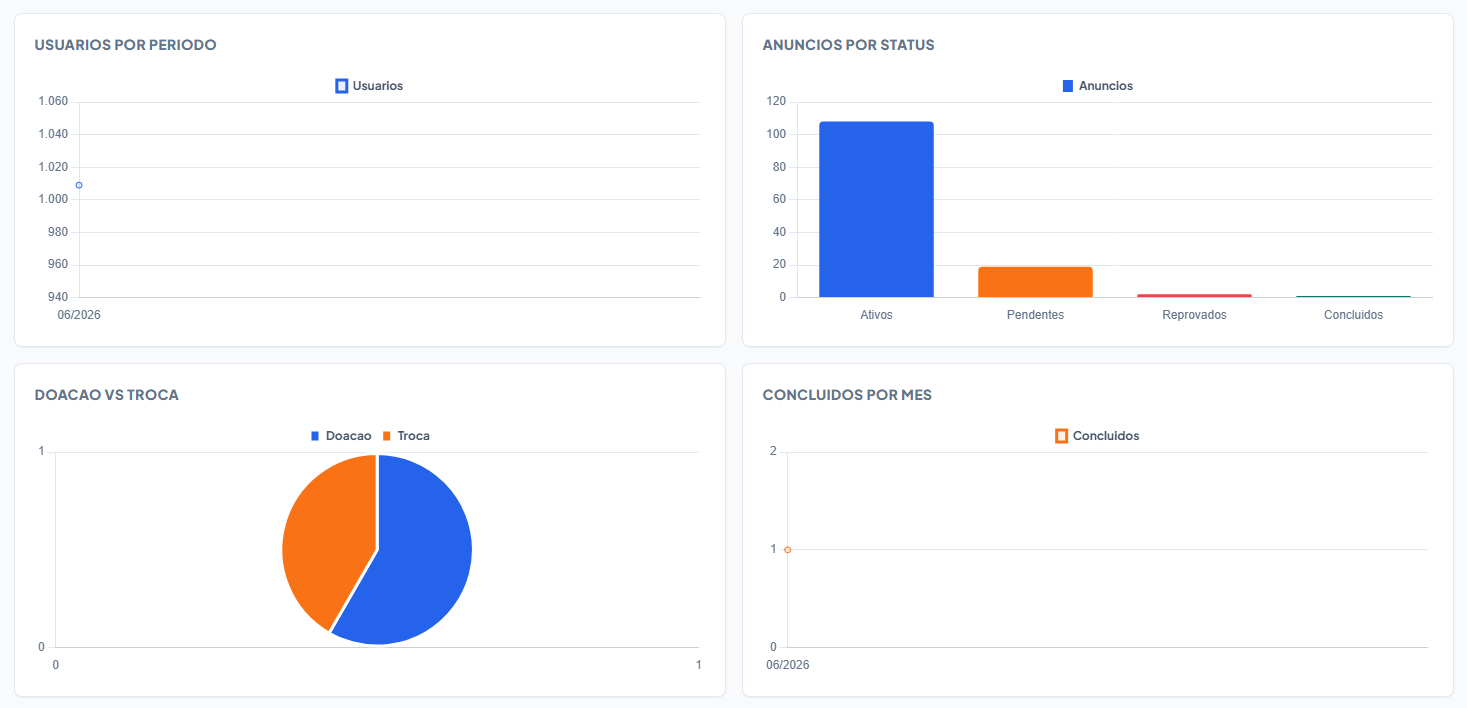 USUARIOS POR PERIODO
Usuarios
1.060
1.040
1.020
1.000
980
960
940
06/2026
ANUNCIOS POR STATUS
Anuncios
120
100
80
60
40
20
0
Ativos Pendentes Reprovados Concluidos
DOACAO VS TROCA
Doacao Troca
1
0
0 1
CONCLUIDOS POR MES
Concluidos
2
1
0
06/2026